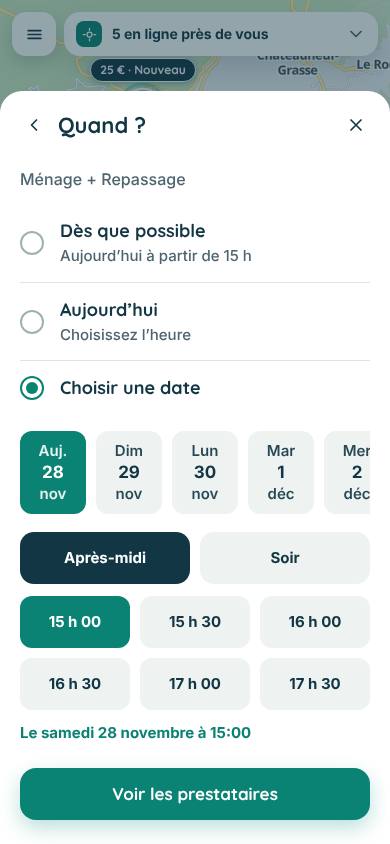 5 en ligne près de vous
25 € · Nouveau
Grasse
Le Ro
Quand ?
Ménage + Repassage
Dès que possible
Aujourd’hui à partir de 15 h
Aujourd’hui
Choisissez l’heure
Choisir une date
Auj. Dim Lun Mar Mer
28 29 30 1 2
nov nov nov déc déc
Après-midi Soir
15 h 00 15 h 30 16 h 00
16 h 30 17 h 00 17 h 30
Le samedi 28 novembre à 15:00
Voir les prestataires